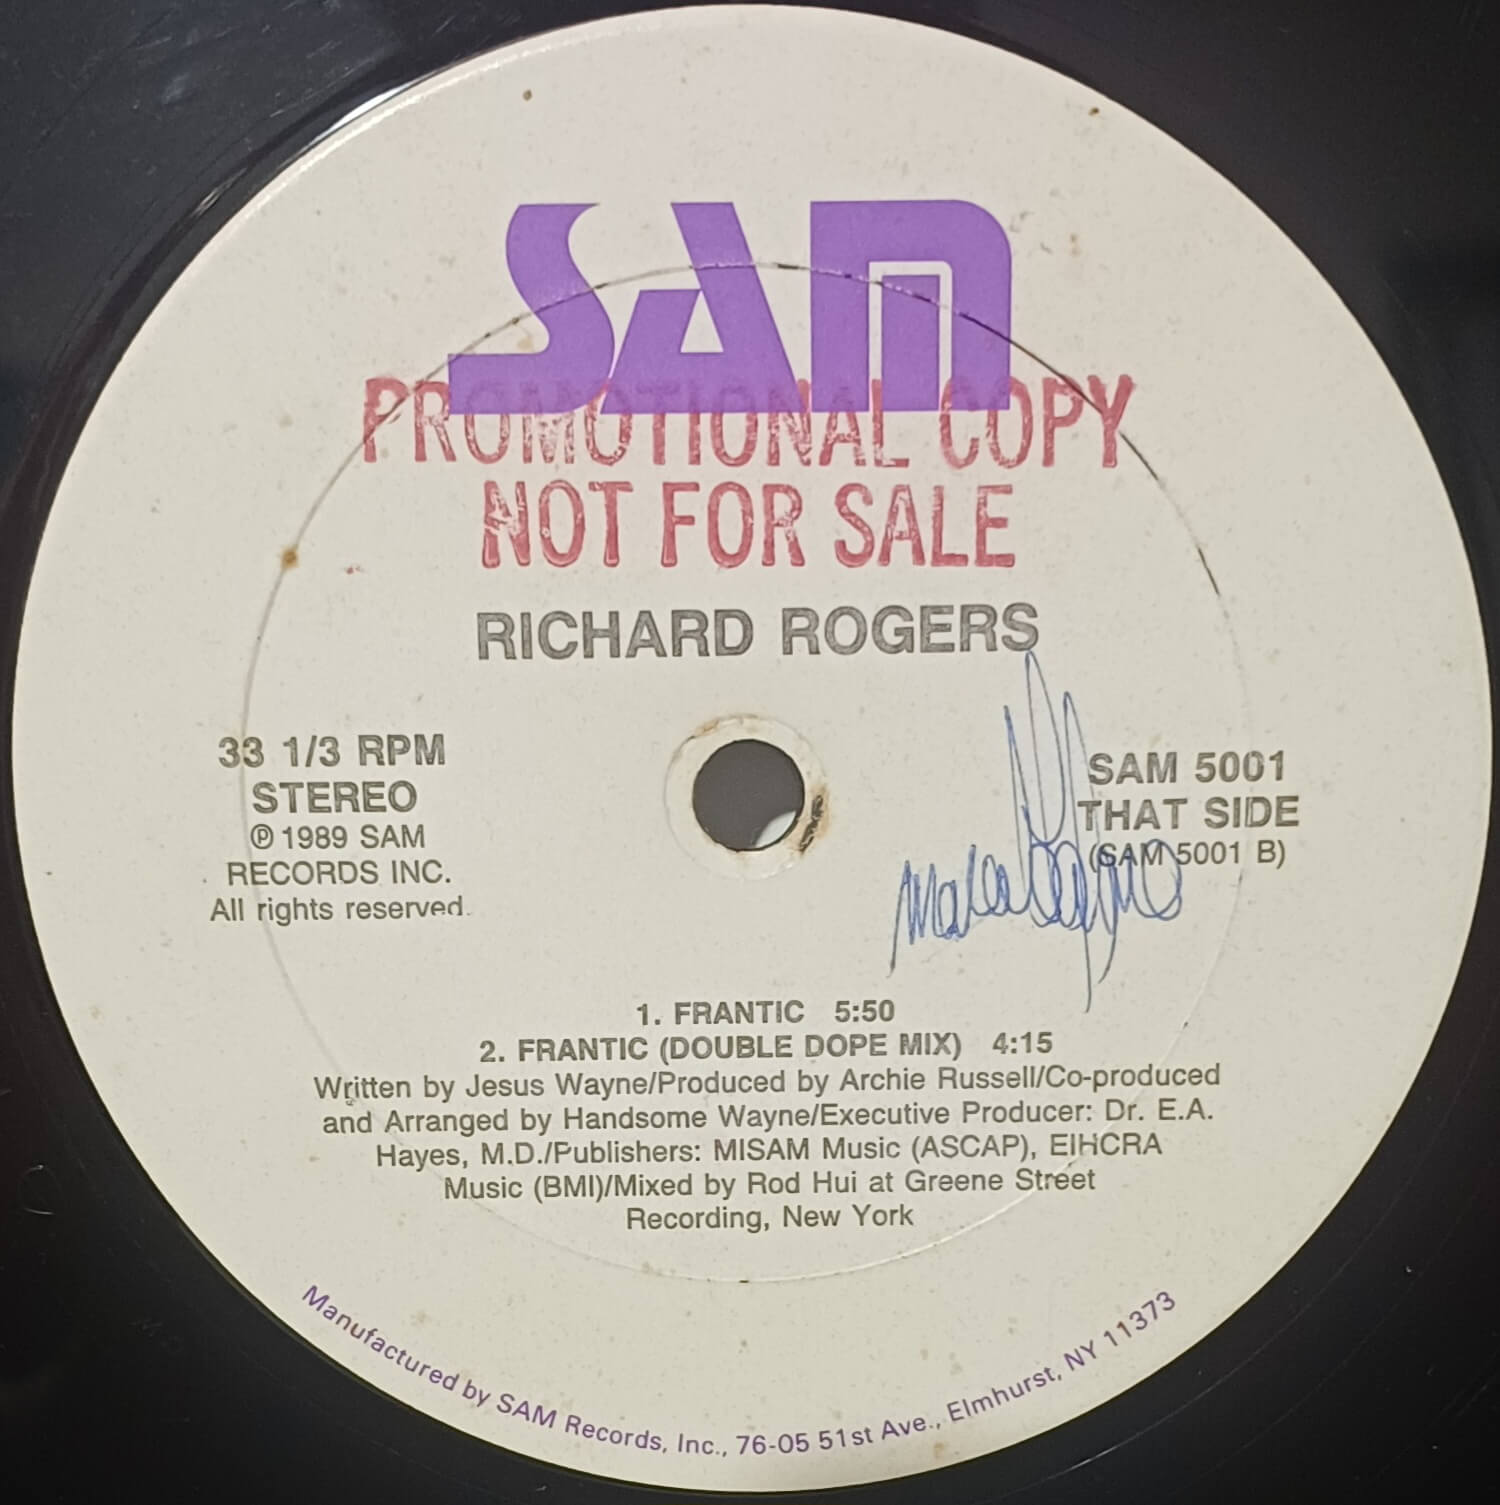 SAM
PROMOTIONAL COPY
NOT FOR SALE
RICHARD ROGERS
33 1/3 RPM
STEREO
℗ 1989 SAM
RECORDS INC.
All rights reserved.
SAM 5001
THAT SIDE
(SAM 5001 B)
1. FRANTIC 5:50
2. FRANTIC (DOUBLE DOPE MIX) 4:15
Written by Jesus Wayne/Produced by Archie Russell/Co-produced
and Arranged by Handsome Wayne/Executive Producer: Dr. E.A.
Hayes, M.D./Publishers: MISAM Music (ASCAP), EIHCRA
Music (BMI)/Mixed by Rod Hui at Greene Street
Recording, New York
Manufactured by SAM Records, Inc., 76-05 51st Ave., Elmhurst, NY 11373